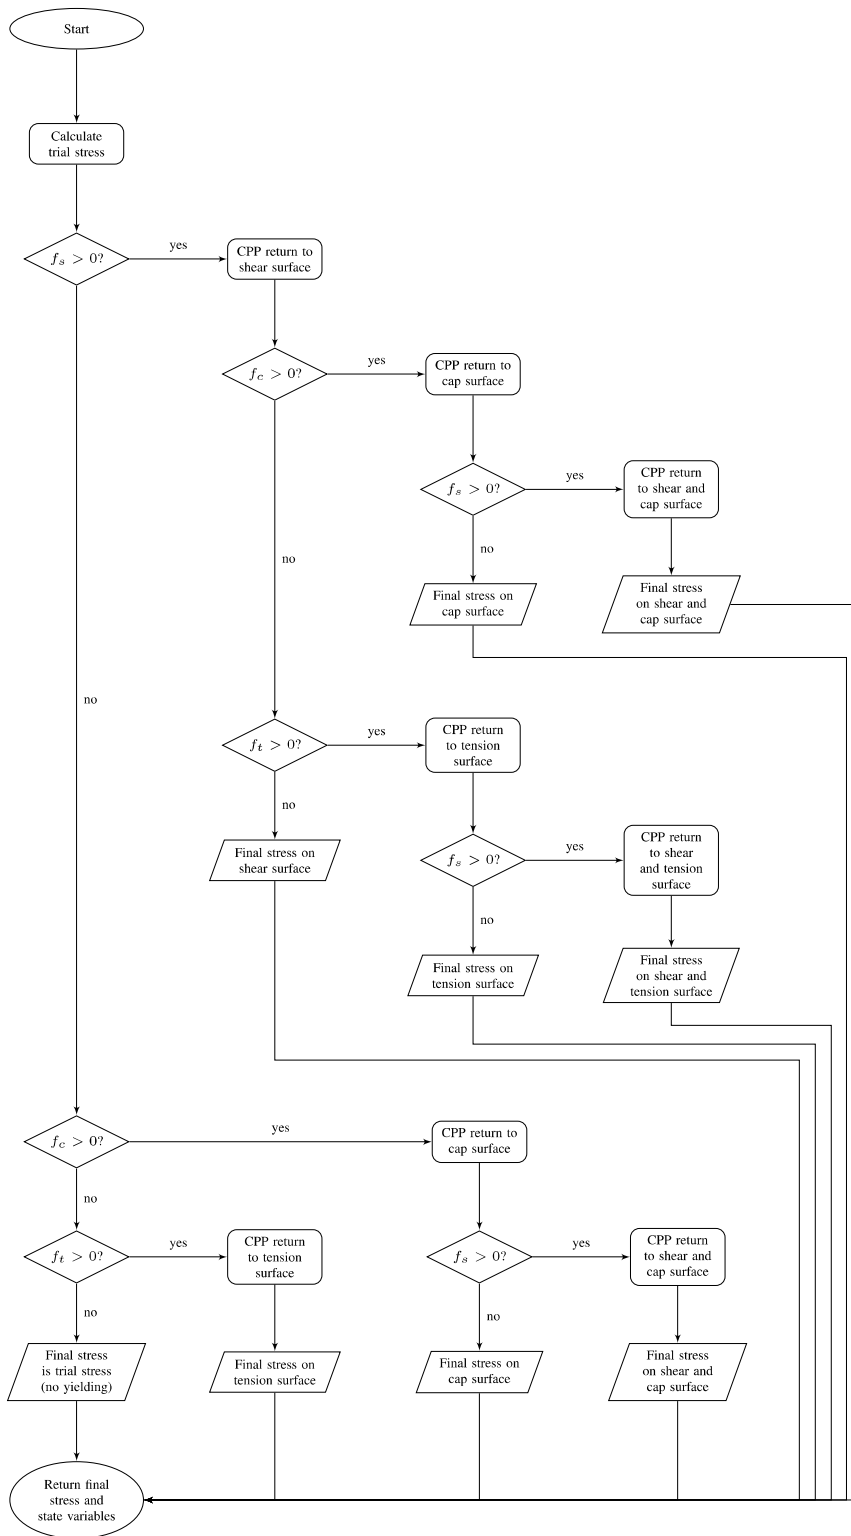 Start
Calculate
trial stress
f_s > 0?
yes
CPP return to
shear surface
f_c > 0?
yes
CPP return to
cap surface
f_s > 0?
yes
CPP return
to shear and
cap surface
no
no
Final stress on
cap surface
Final stress
on shear and
cap surface
no
f_t > 0?
yes
CPP return
to tension
surface
no
Final stress on
shear surface
f_s > 0?
yes
CPP return
to shear
and tension
surface
no
Final stress on
tension surface
Final stress
on shear and
tension surface
f_c > 0?
yes
CPP return to
cap surface
no
f_t > 0?
yes
CPP return
to tension
surface
f_s > 0?
yes
CPP return
to shear and
cap surface
no
no
Final stress
is trial stress
(no yielding)
Final stress on
tension surface
Final stress on
cap surface
Final stress
on shear and
cap surface
Return final
stress and
state variables